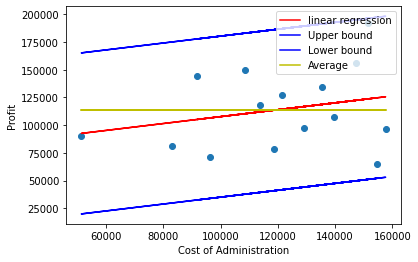 200000
175000
150000
125000
100000
75000
50000
25000
Profit
linear regression
Upper bound
Lower bound
Average
60000 80000 100000 120000 140000 160000
Cost of Administration